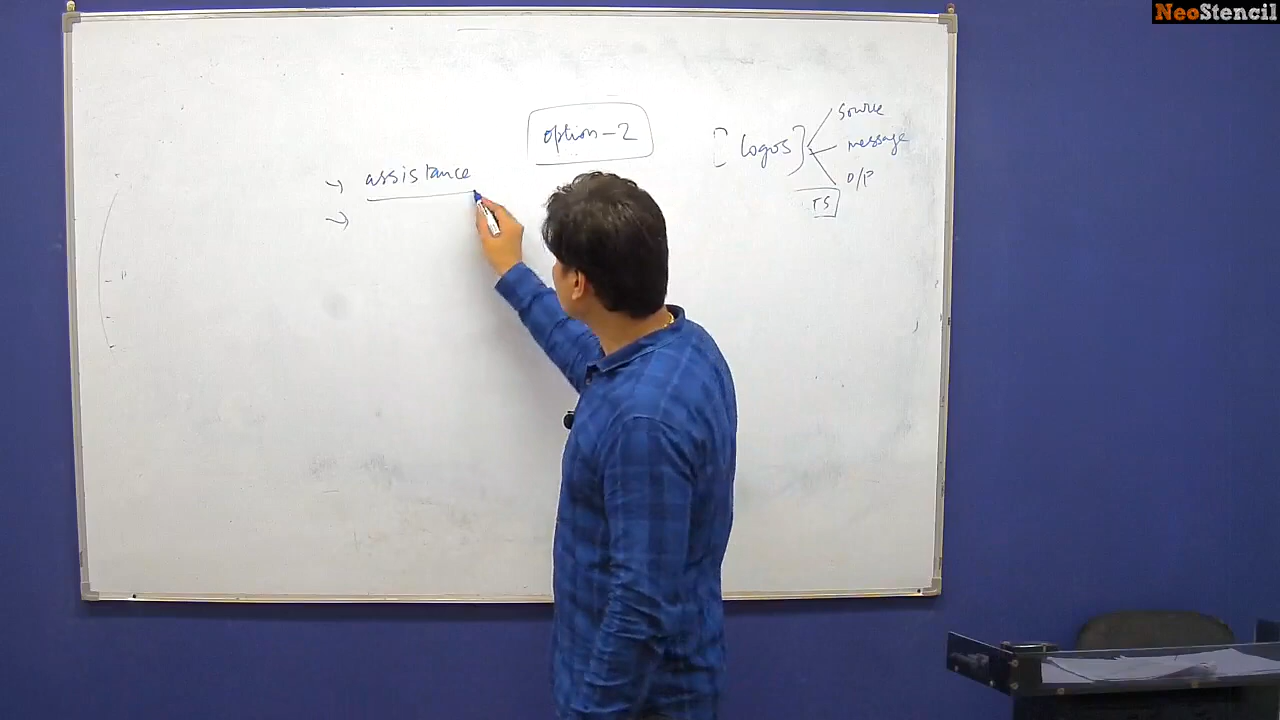 NeoStencil
option-2
assistance
logos
source
message
O/P
TS